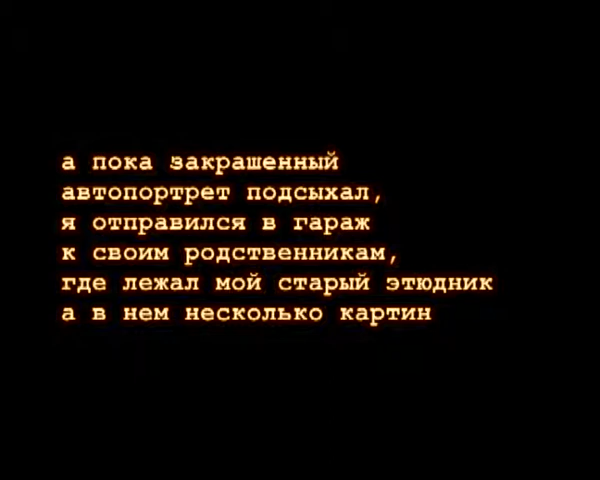 а пока закрашенный
автопортрет подсыхал,
я отправился в гараж
к своим родственникам,
где лежал мой старый этюдник
а в нем несколько картин